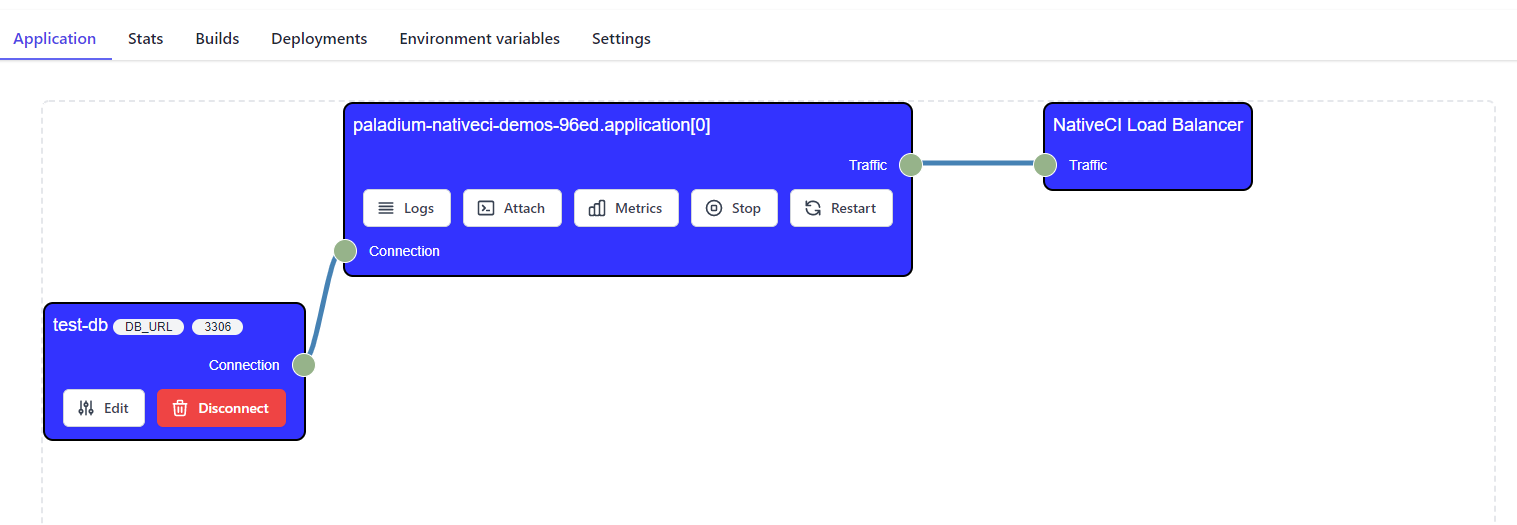 Application Stats Builds Deployments Environment variables Settings
paladium-nativeci-demos-96ed.application[0]
Traffic
Logs Attach Metrics Stop Restart
Connection
NativeCI Load Balancer
Traffic
test-db DB_URL 3306
Connection
Edit Disconnect